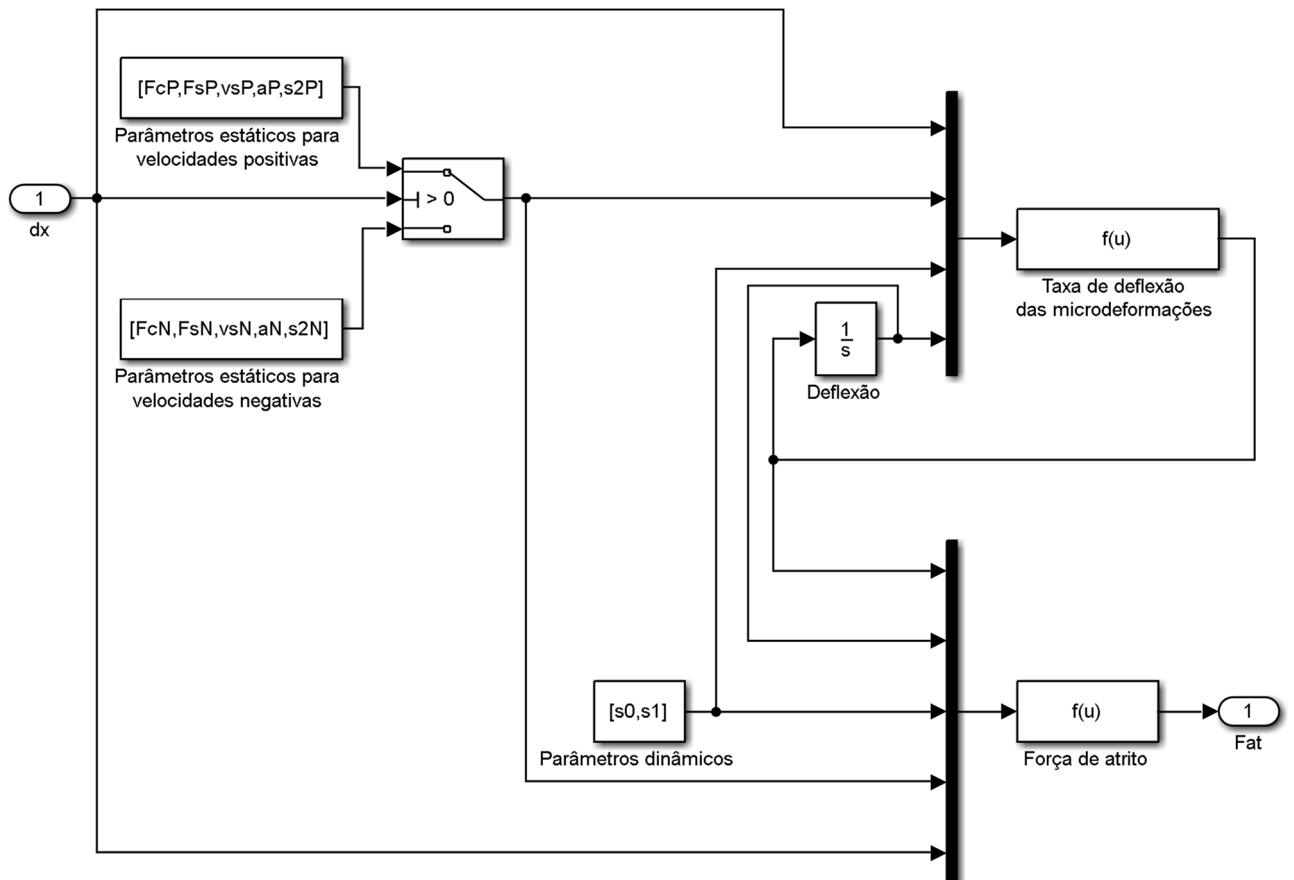 [FcP,FsP,vsP,aP,s2P]
Parâmetros estáticos para
velocidades positivas
1
dx
> 0
f(u)
Taxa de deflexão
das microdeformações
[FcN,FsN,vsN,aN,s2N]
Parâmetros estáticos para
velocidades negativas
1
s
Deflexão
[s0,s1]
Parâmetros dinâmicos
f(u)
Força de atrito
1
Fat